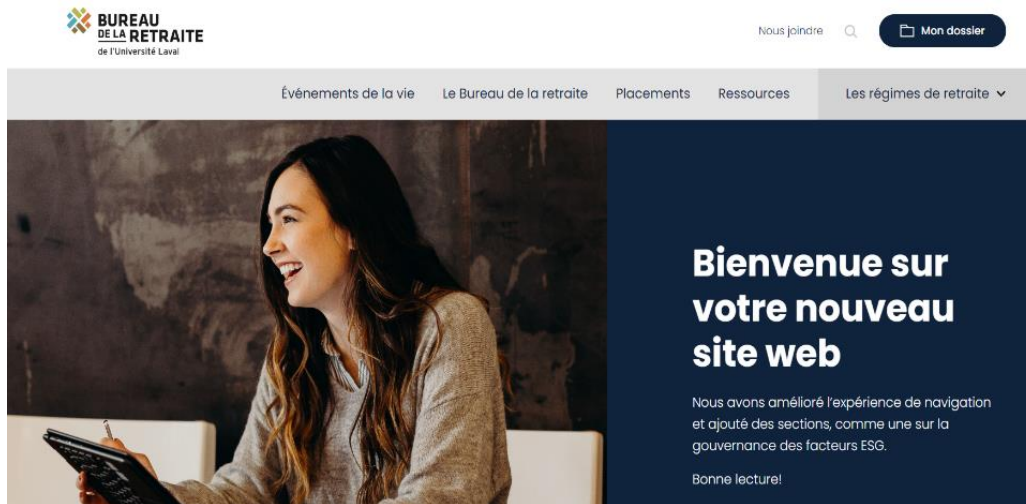 BUREAU
DE LA RETRAITE
de l'Université Laval
Nous joindre
Mon dossier
Événements de la vie
Le Bureau de la retraite
Placements
Ressources
Les régimes de retraite
Bienvenue sur
votre nouveau
site web
Nous avons amélioré l'expérience de navigation
et ajouté des sections, comme une sur la
gouvernance des facteurs ESG.
Bonne lecture!